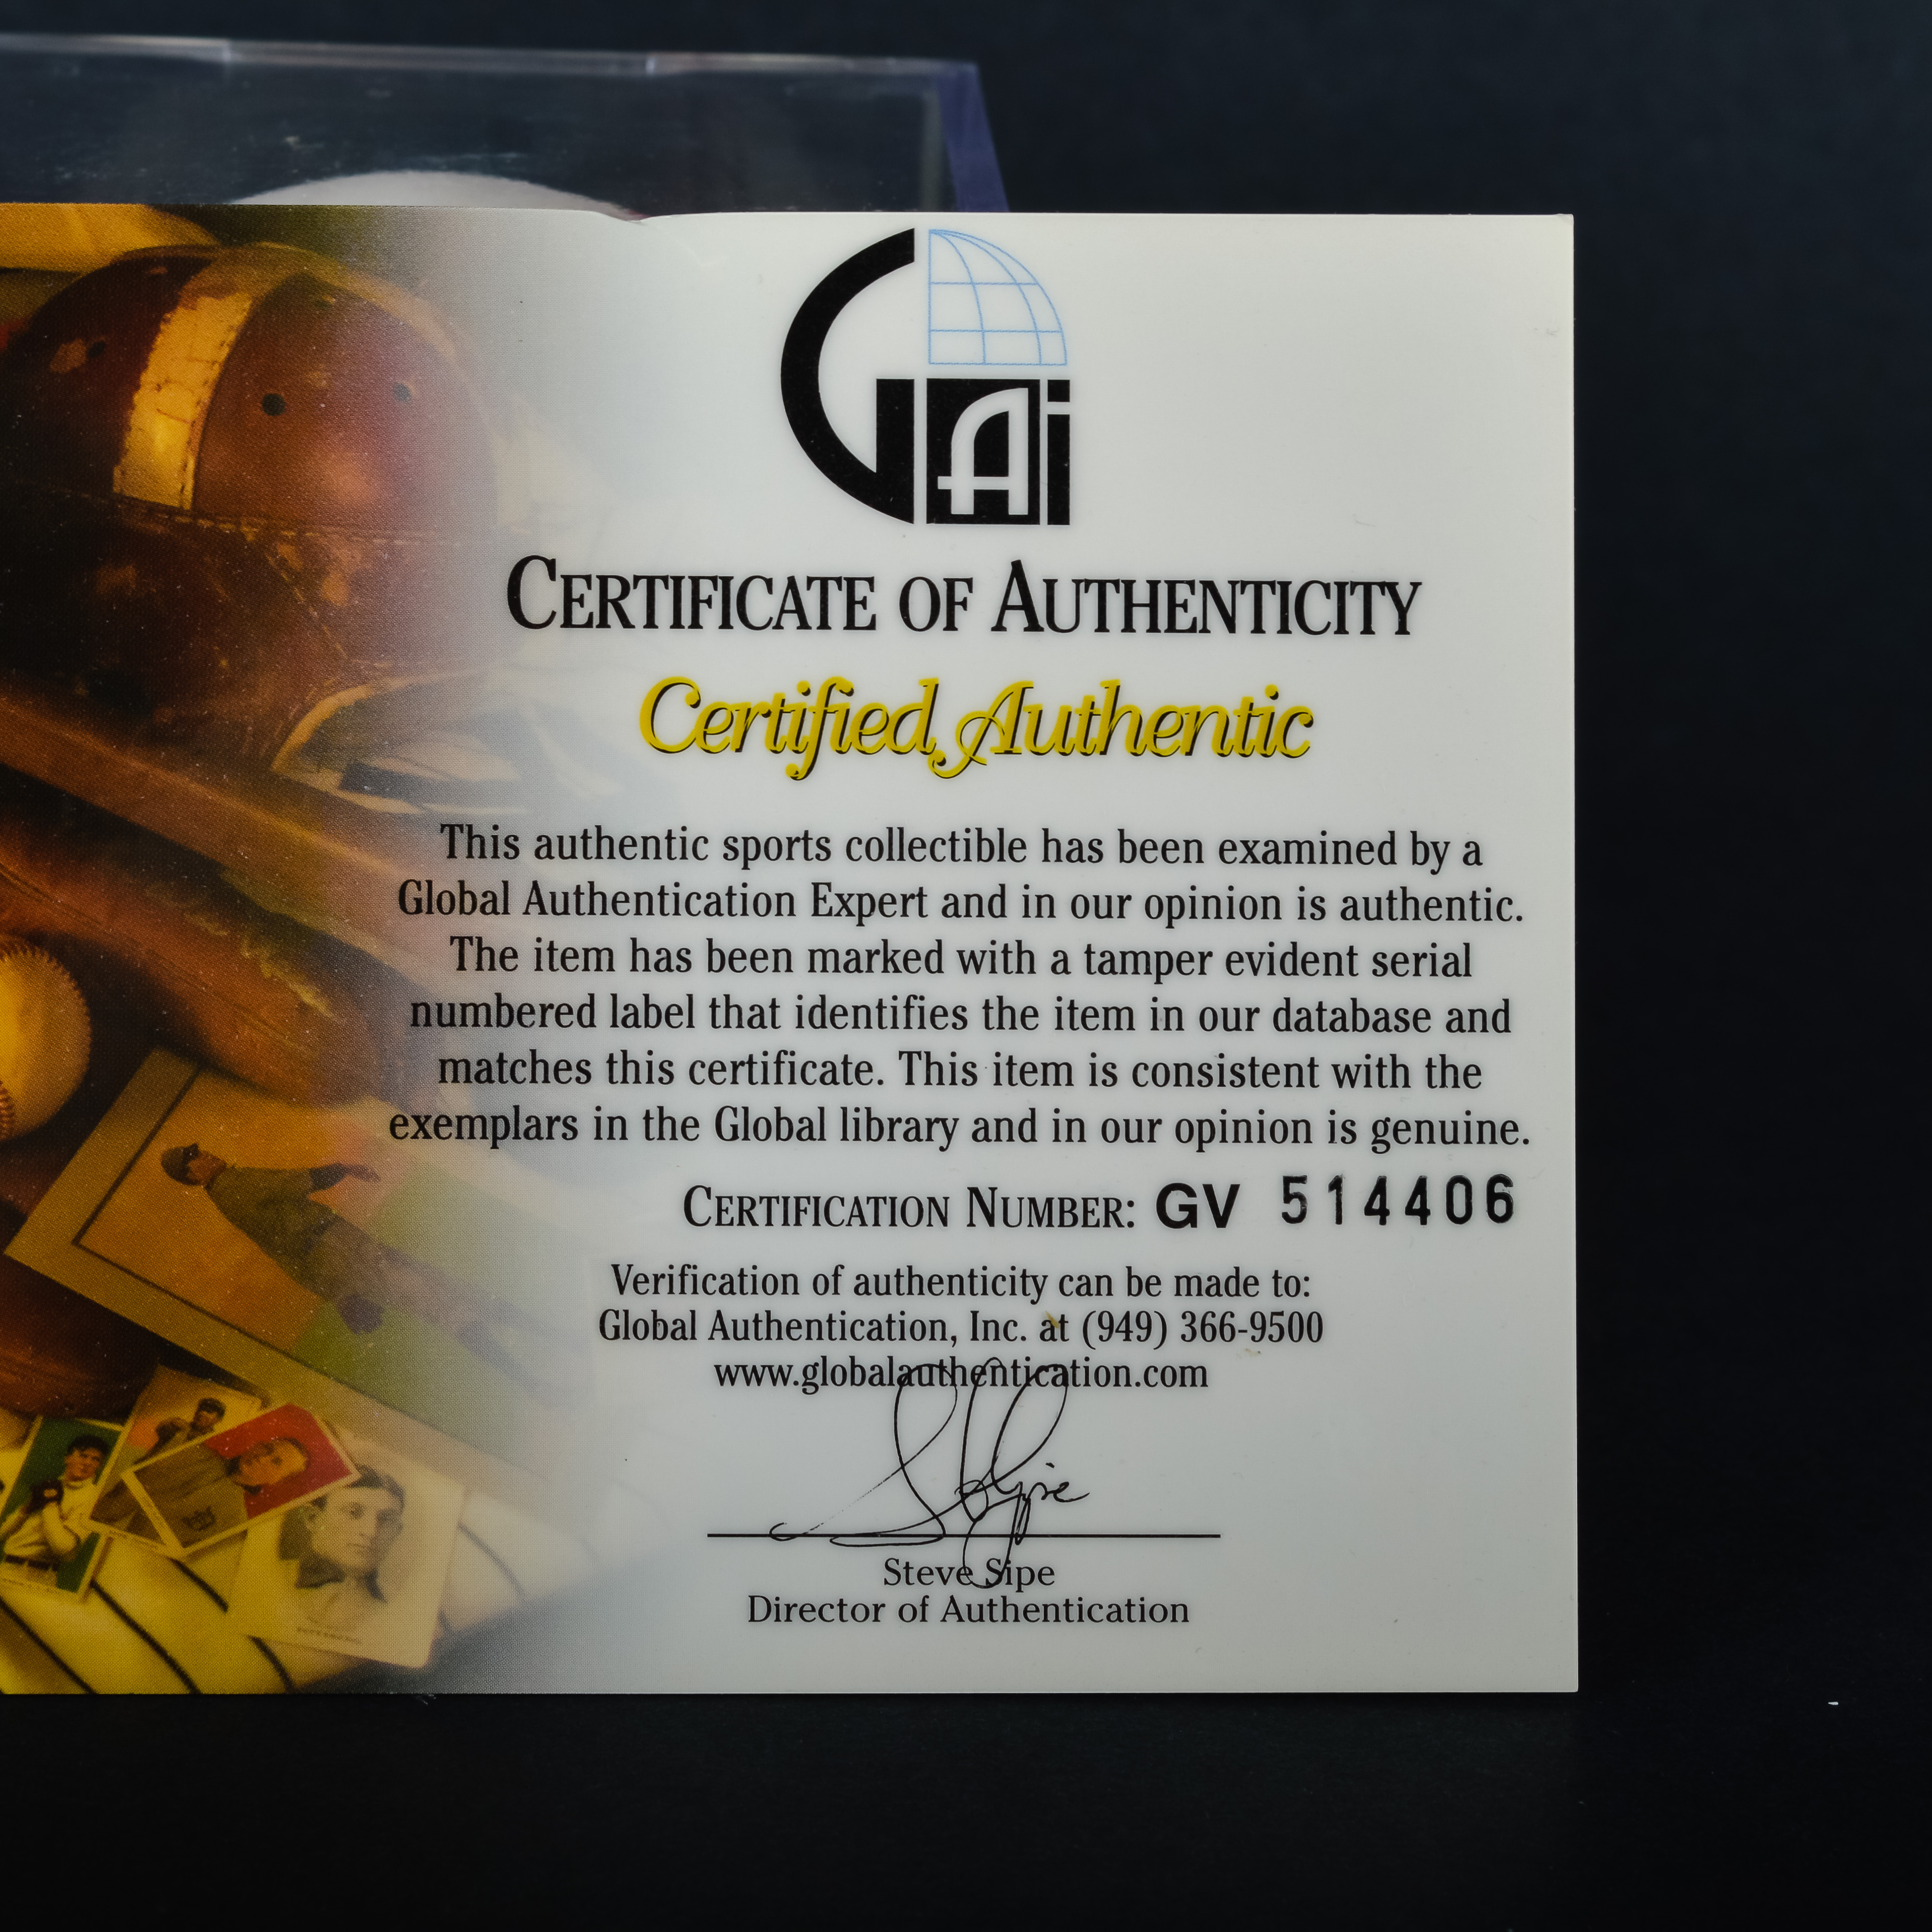 GAi
CERTIFICATE OF AUTHENTICITY
Certified Authentic
This authentic sports collectible has been examined by a
Global Authentication Expert and in our opinion is authentic.
The item has been marked with a tamper evident serial
numbered label that identifies the item in our database and
matches this certificate. This item is consistent with the
exemplars in the Global library and in our opinion is genuine.
CERTIFICATION NUMBER: GV 514406
Verification of authenticity can be made to:
Global Authentication, Inc. at (949) 366-9500
www.globalauthentication.com
Steve Sipe
Director of Authentication